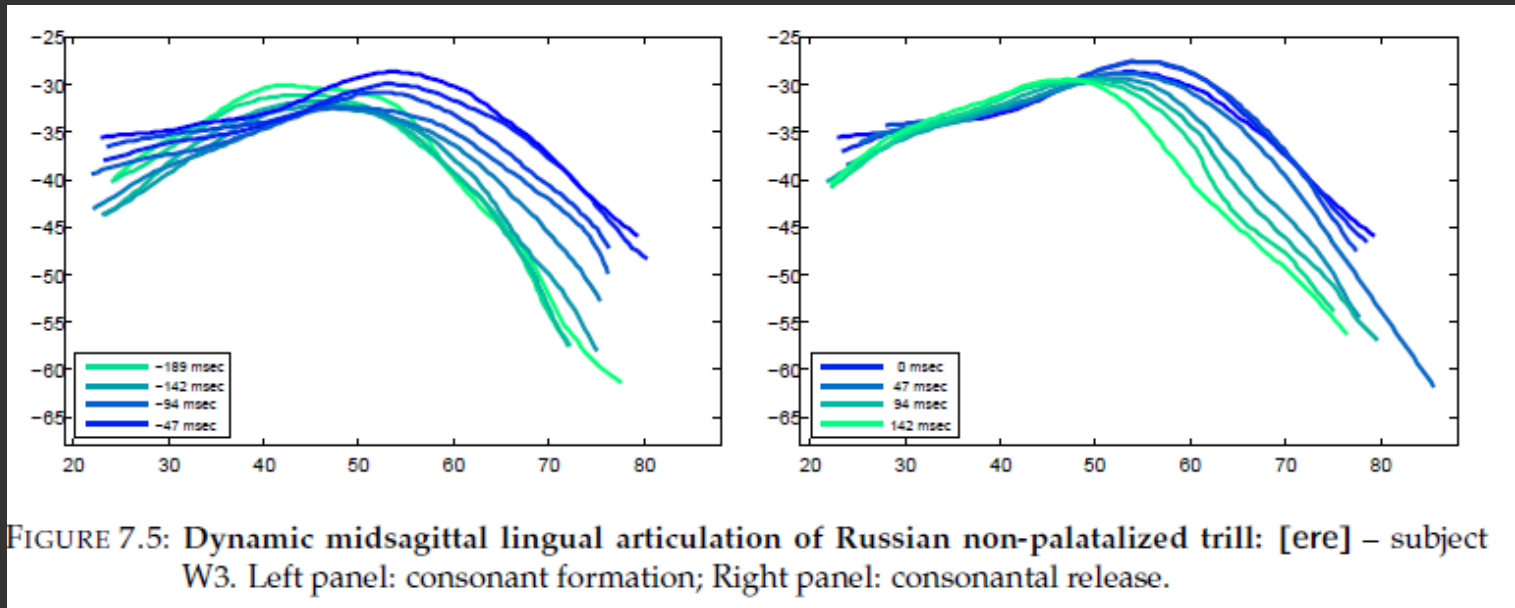 −25
−30
−35
−40
−45
−50
−55
−60
−65
20 30 40 50 60 70 80
−189 msec
−142 msec
−94 msec
−47 msec
−25
−30
−35
−40
−45
−50
−55
−60
−65
20 30 40 50 60 70 80
0 msec
47 msec
94 msec
142 msec
FIGURE 7.5: Dynamic midsagittal lingual articulation of Russian non-palatalized trill: [ere] – subject
W3. Left panel: consonant formation; Right panel: consonantal release.